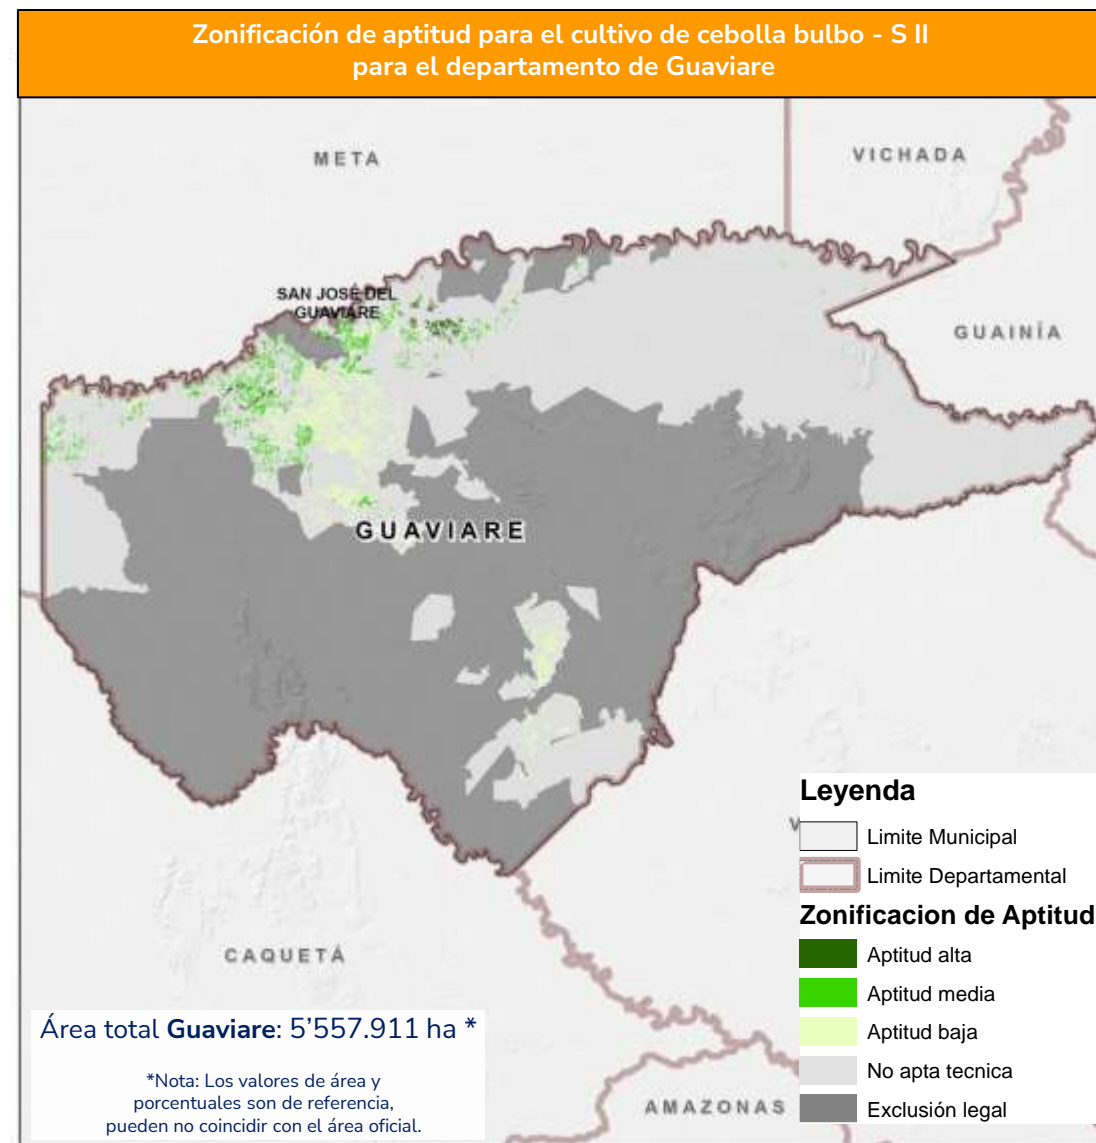 Zonificación de aptitud para el cultivo de cebolla bulbo - S II
para el departamento de Guaviare
META
VICHADA
SAN JOSÉ DEL
GUAVIARE
GUAINÍA
GUAVIARE
Leyenda
V
Limite Municipal
Limite Departamental
Zonificacion de Aptitud
Aptitud alta
CAQUETÁ
Aptitud media
Área total Guaviare: 5’557.911 ha *
Aptitud baja
*Nota: Los valores de área y
porcentuales son de referencia,
pueden no coincidir con el área oficial.
No apta tecnica
AMAZONAS
Exclusión legal